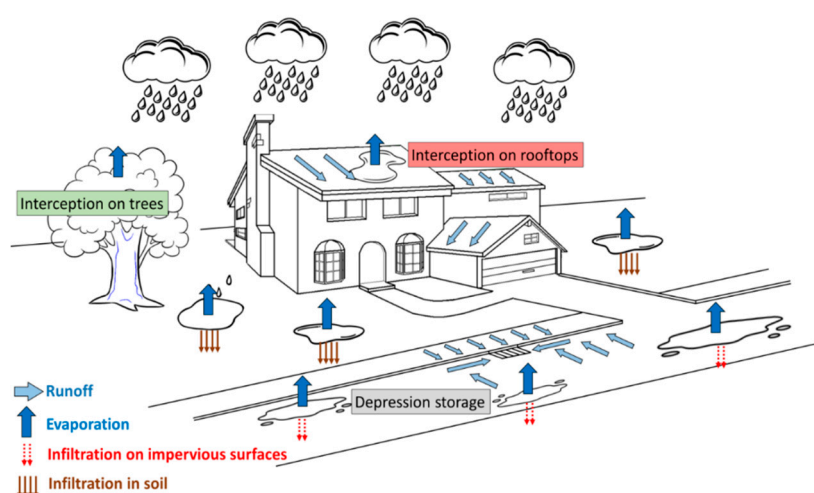 Interception on rooftops
Interception on trees
Depression storage
Runoff
Evaporation
Infiltration on impervious surfaces
Infiltration in soil